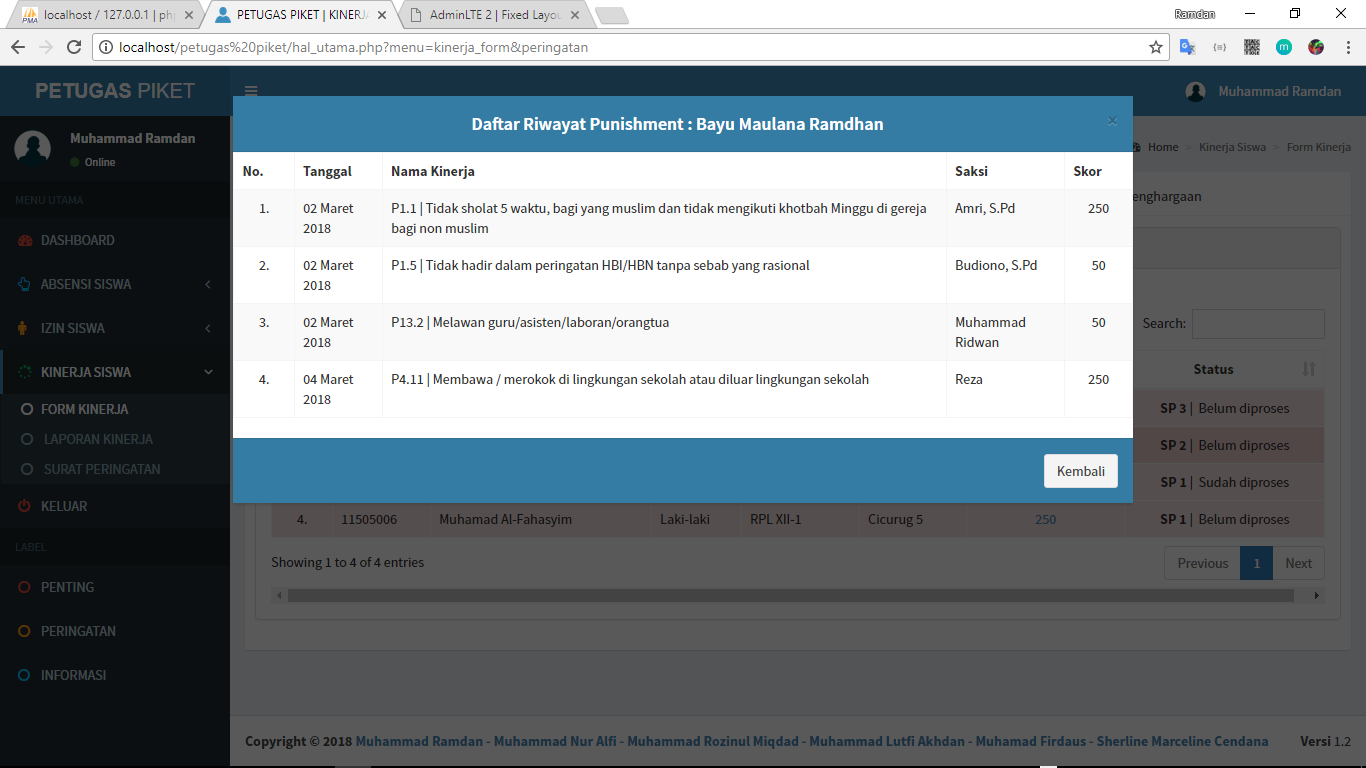 localhost / 127.0.0.1 | ph
PETUGAS PIKET | KINERJ
AdminLTE 2 | Fixed Layou
Ramdan
localhost/petugas%20piket/hal_utama.php?menu=kinerja_form&peringatan
PETUGAS PIKET
Muhammad Ramdan
Muhammad Ramdan
Online
MENU UTAMA
DASHBOARD
ABSENSI SISWA
IZIN SISWA
KINERJA SISWA
FORM KINERJA
LAPORAN KINERJA
SURAT PERINGATAN
KELUAR
LABEL
PENTING
PERINGATAN
INFORMASI
Home > Kinerja Siswa > Form Kinerja
enghargaan
Daftar Riwayat Punishment : Bayu Maulana Ramdhan ×
No. Tanggal Nama Kinerja Saksi Skor
1. 02 Maret 2018 P1.1 | Tidak sholat 5 waktu, bagi yang muslim dan tidak mengikuti khotbah Minggu di gereja bagi non muslim Amri, S.Pd 250
2. 02 Maret 2018 P1.5 | Tidak hadir dalam peringatan HBI/HBN tanpa sebab yang rasional Budiono, S.Pd 50
3. 02 Maret 2018 P13.2 | Melawan guru/asisten/laboran/orangtua Muhammad Ridwan 50
4. 04 Maret 2018 P4.11 | Membawa / merokok di lingkungan sekolah atau diluar lingkungan sekolah Reza 250
Kembali
Search:
Status
SP 3 | Belum diproses
SP 2 | Belum diproses
SP 1 | Sudah diproses
4. 11505006 Muhamad Al-Fahasyim Laki-laki RPL XII-1 Cicurug 5 250 SP 1 | Belum diproses
Showing 1 to 4 of 4 entries
Previous 1 Next
Copyright © 2018 Muhammad Ramdan - Muhammad Nur Alfi - Muhammad Rozinul Miqdad - Muhammad Lutfi Akhdan - Muhamad Firdaus - Sherline Marceline Cendana
Versi 1.2